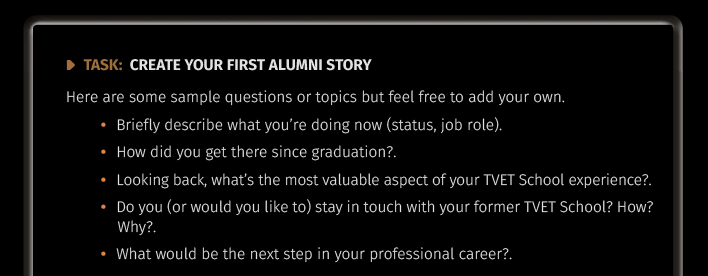 TASK: CREATE YOUR FIRST ALUMNI STORY
Here are some sample questions or topics but feel free to add your own.
• Briefly describe what you're doing now (status, job role).
• How did you get there since graduation?.
• Looking back, what's the most valuable aspect of your TVET School experience?.
• Do you (or would you like to) stay in touch with your former TVET School? How?
Why?.
• What would be the next step in your professional career?.